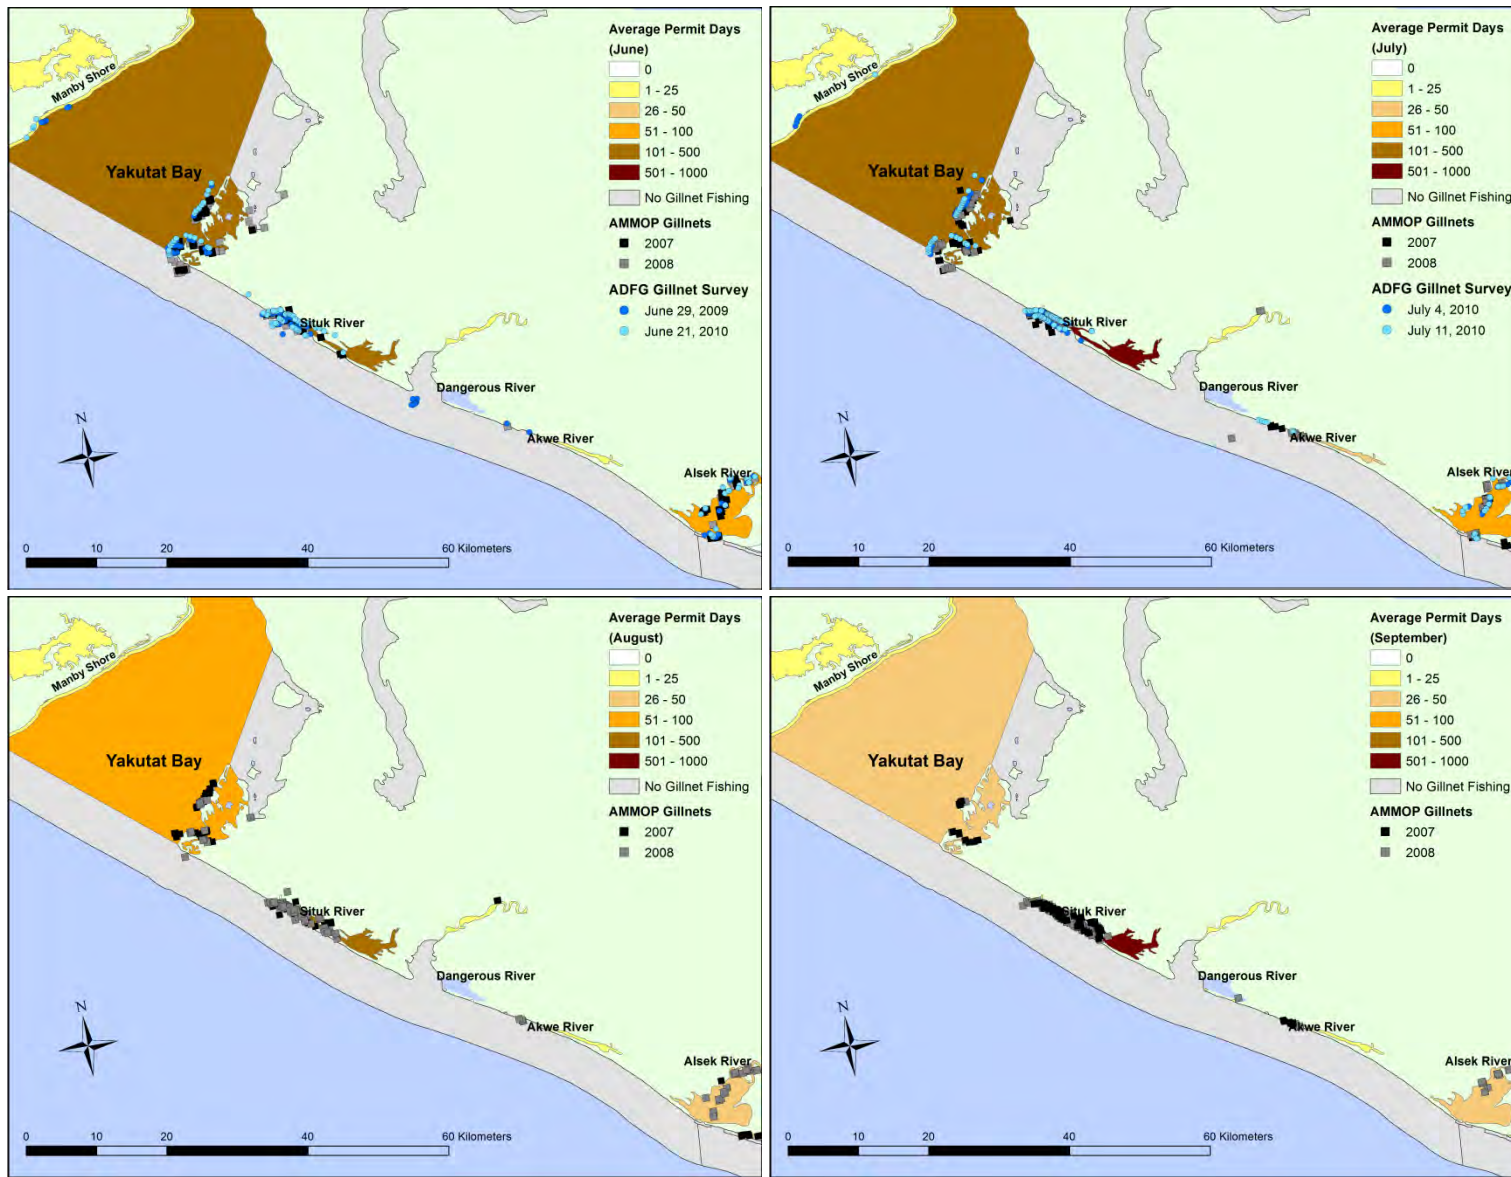 Average Permit Days
(June)
0
1 - 25
26 - 50
51 - 100
101 - 500
501 - 1000
No Gillnet Fishing
AMMOP Gillnets
2007
2008
ADFG Gillnet Survey
June 29, 2009
June 21, 2010
Manby Shore
Yakutat Bay
Situk River
Dangerous River
Akwe River
Alsek River
N
0 10 20 40 60 Kilometers
Average Permit Days
(July)
0
1 - 25
26 - 50
51 - 100
101 - 500
501 - 1000
No Gillnet Fishing
AMMOP Gillnets
2007
2008
ADFG Gillnet Survey
July 4, 2010
July 11, 2010
Manby Shore
Yakutat Bay
Situk River
Dangerous River
Akwe River
Alsek River
N
0 10 20 40 60 Kilometers
Average Permit Days
(August)
0
1 - 25
26 - 50
51 - 100
101 - 500
501 - 1000
No Gillnet Fishing
AMMOP Gillnets
2007
2008
Manby Shore
Yakutat Bay
Situk River
Dangerous River
Akwe River
Alsek River
N
0 10 20 40 60 Kilometers
Average Permit Days
(September)
0
1 - 25
26 - 50
51 - 100
101 - 500
501 - 1000
No Gillnet Fishing
AMMOP Gillnets
2007
2008
Manby Shore
Yakutat Bay
Situk River
Dangerous River
Akwe River
Alsek River
N
0 10 20 40 60 Kilometers